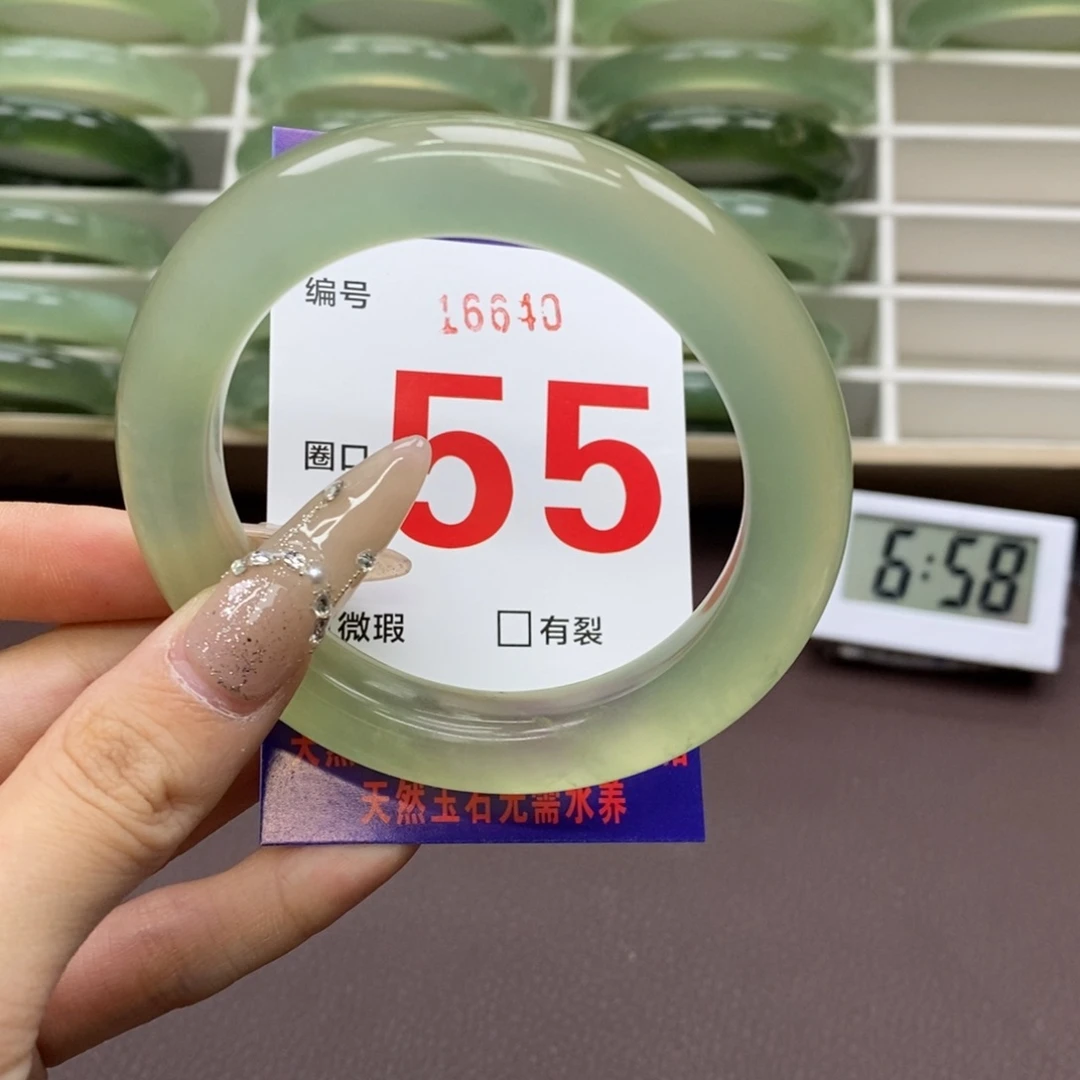 编号 16640
圈口 55
微瑕 有裂
天然玉石无需水养
6:58